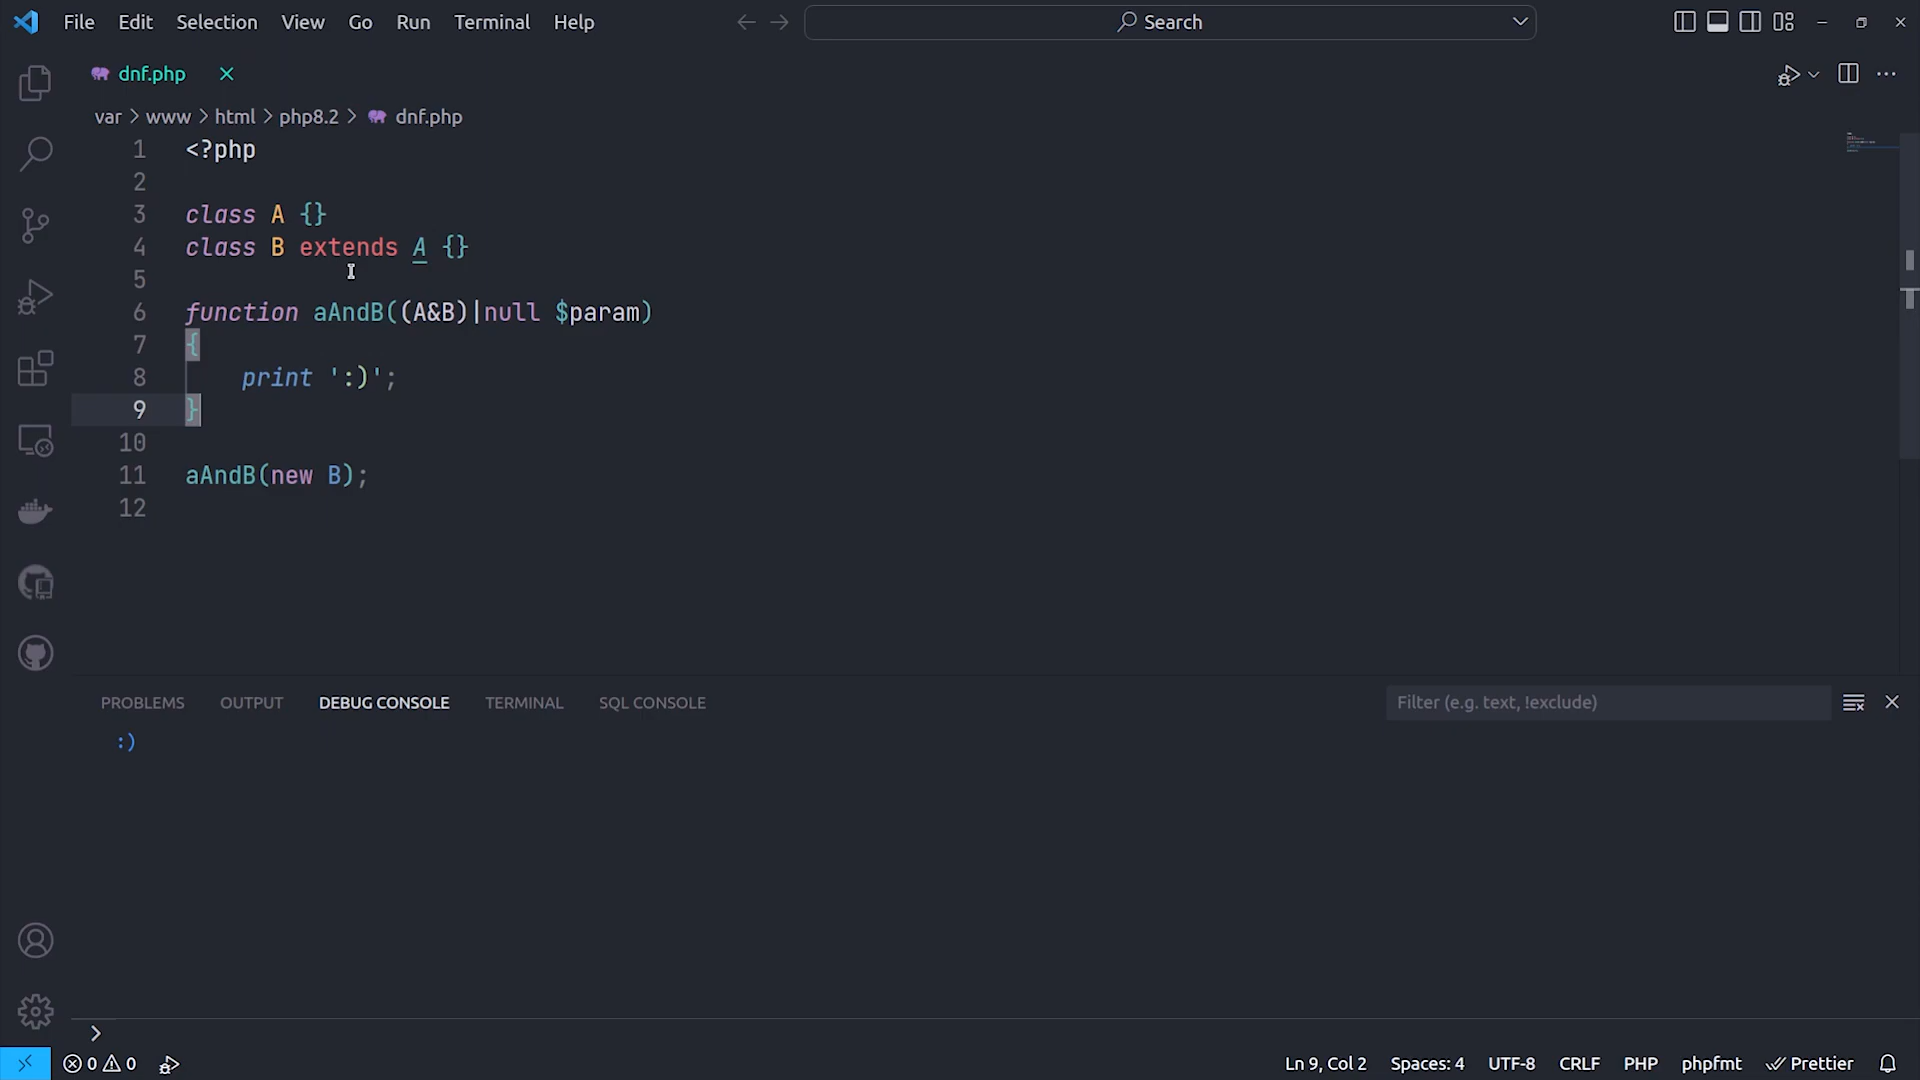 File Edit Selection View Go Run Terminal Help Search
dnf.php
var > www > html > php8.2 > dnf.php
1 <?php
2
3 class A {}
4 class B extends A {}
5
6 function aAndB((A&B)|null $param)
7 {
8     print ':)';
9 }
10
11 aAndB(new B);
12
PROBLEMS OUTPUT DEBUG CONSOLE TERMINAL SQL CONSOLE Filter (e.g. text, !exclude)
:)
>
0 0 Ln 9, Col 2 Spaces: 4 UTF-8 CRLF PHP phpfmt Prettier